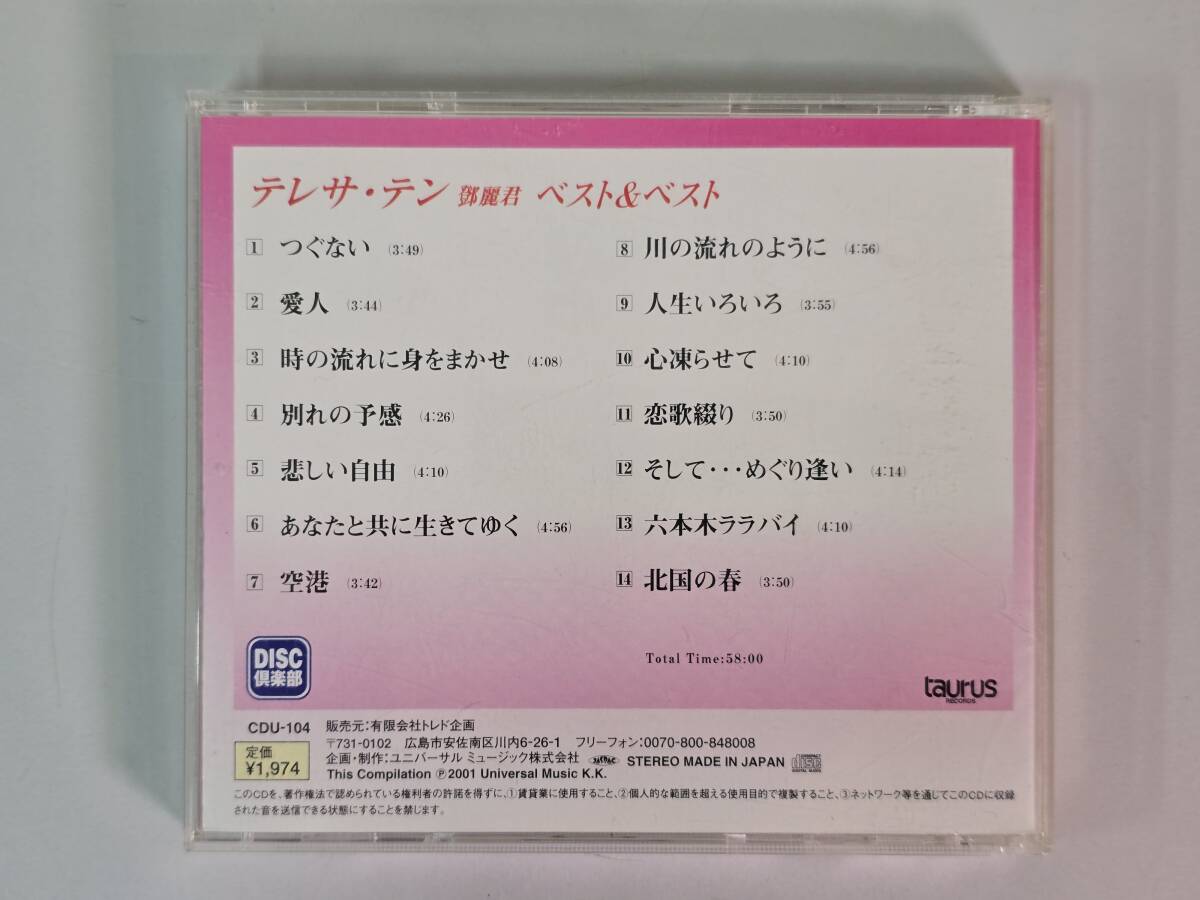 テレサ・テン 鄧麗君 ベスト&ベスト
1 つぐない (3:49)
2 愛人 (3:44)
3 時の流れに身をまかせ (4:08)
4 別れの予感 (4:26)
5 悲しい自由 (4:10)
6 あなたと共に生きてゆく (4:56)
7 空港 (3:42)
8 川の流れのように (4:56)
9 人生いろいろ (3:55)
10 心凍らせて (4:10)
11 恋歌綴り (3:50)
12 そして・・・めぐり逢い (4:14)
13 六本木ララバイ (4:10)
14 北国の春 (3:50)
Total Time:58:00
DISC
倶楽部
taurus
RECORDS
CDU-104 販売元:有限会社トレド企画
定価
¥1,974
〒731-0102 広島市安佐南区川内6-26-1 フリーフォン:0070-800-848008
企画・制作:ユニバーサル ミュージック株式会社 STEREO MADE IN JAPAN COMPACT disc DIGITAL AUDIO
This Compilation ℗2001 Universal Music K.K.
このCDを、著作権法で認められている権利者の許諾を得ずに、①賃貸業に使用すること、②個人的な範囲を超える使用目的で複製すること、③ネットワーク等を通じてこのCDに収録
された音を送信できる状態にすることを禁じます。